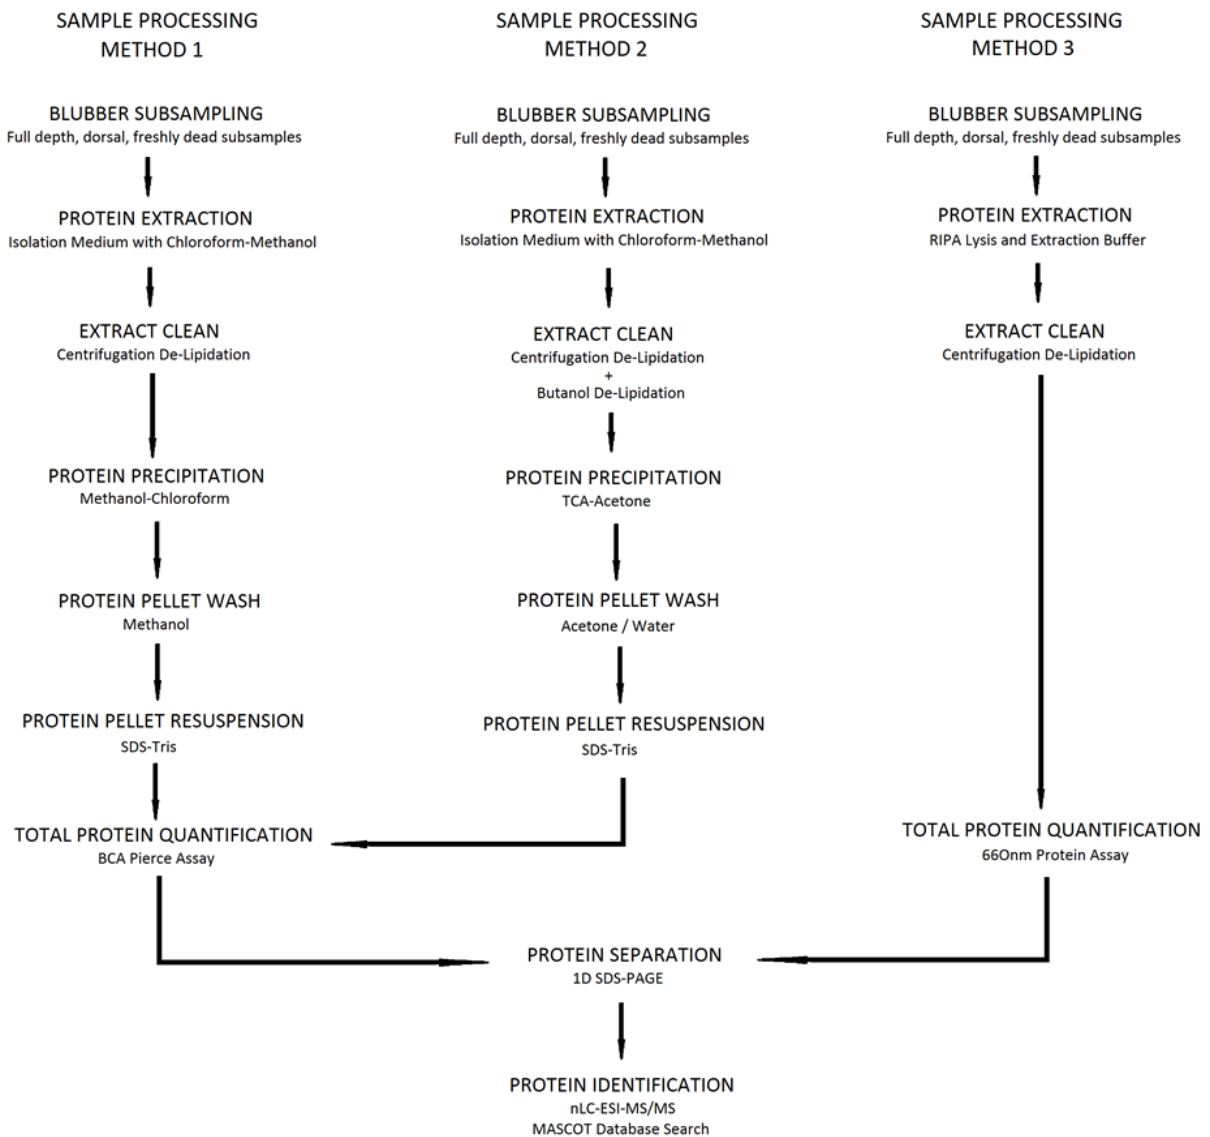 SAMPLE PROCESSING
METHOD 1
BLUBBER SUBSAMPLING
Full depth, dorsal, freshly dead subsamples
PROTEIN EXTRACTION
Isolation Medium with Chloroform-Methanol
EXTRACT CLEAN
Centrifugation De-Lipidation
PROTEIN PRECIPITATION
Methanol-Chloroform
PROTEIN PELLET WASH
Methanol
PROTEIN PELLET RESUSPENSION
SDS-Tris
TOTAL PROTEIN QUANTIFICATION
BCA Pierce Assay
SAMPLE PROCESSING
METHOD 2
BLUBBER SUBSAMPLING
Full depth, dorsal, freshly dead subsamples
PROTEIN EXTRACTION
Isolation Medium with Chloroform-Methanol
EXTRACT CLEAN
Centrifugation De-Lipidation
+
Butanol De-Lipidation
PROTEIN PRECIPITATION
TCA-Acetone
PROTEIN PELLET WASH
Acetone / Water
PROTEIN PELLET RESUSPENSION
SDS-Tris
SAMPLE PROCESSING
METHOD 3
BLUBBER SUBSAMPLING
Full depth, dorsal, freshly dead subsamples
PROTEIN EXTRACTION
RIPA Lysis and Extraction Buffer
EXTRACT CLEAN
Centrifugation De-Lipidation
TOTAL PROTEIN QUANTIFICATION
66Onm Protein Assay
PROTEIN SEPARATION
1D SDS-PAGE
PROTEIN IDENTIFICATION
nLC-ESI-MS/MS
MASCOT Database Search